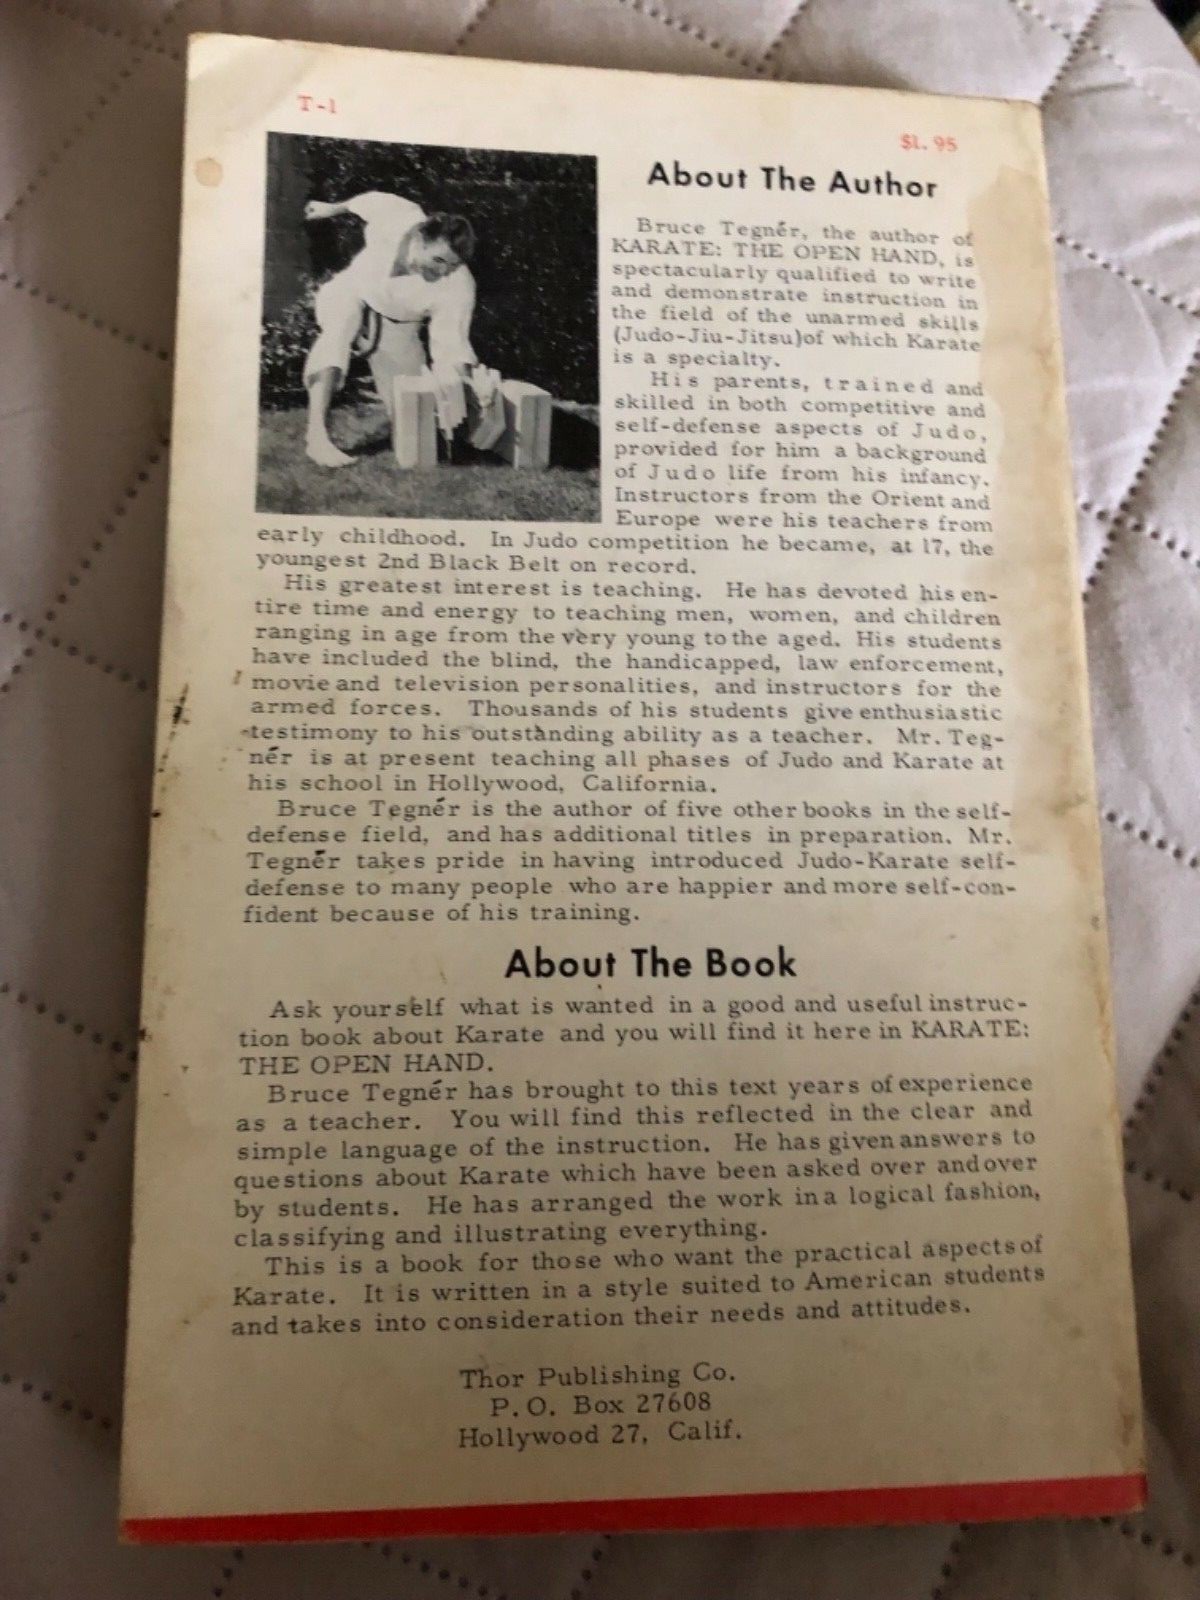 T-1
$1.95
About The Author
Bruce Tegnér, the author of
KARATE: THE OPEN HAND, is
spectacularly qualified to write
and demonstrate instruction in
the field of the unarmed skills
(Judo-Jiu-Jitsu)of which Karate
is a specialty.
His parents, trained and
skilled in both competitive and
self-defense aspects of Judo,
provided for him a background
of Judo life from his infancy.
Instructors from the Orient and
Europe were his teachers from
early childhood. In Judo competition he became, at 17, the
youngest 2nd Black Belt on record.
His greatest interest is teaching. He has devoted his en-
tire time and energy to teaching men, women, and children
ranging in age from the very young to the aged. His students
have included the blind, the handicapped, law enforcement,
movie and television personalities, and instructors for the
armed forces. Thousands of his students give enthusiastic
testimony to his outstanding ability as a teacher. Mr. Teg-
nér is at present teaching all phases of Judo and Karate at
his school in Hollywood, California.
Bruce Tegnér is the author of five other books in the self-
defense field, and has additional titles in preparation. Mr.
Tegnér takes pride in having introduced Judo-Karate self-
defense to many people who are happier and more self-con-
fident because of his training.
About The Book
Ask yourself what is wanted in a good and useful instruc-
tion book about Karate and you will find it here in KARATE:
THE OPEN HAND.
Bruce Tegnér has brought to this text years of experience
as a teacher. You will find this reflected in the clear and
simple language of the instruction. He has given answers to
questions about Karate which have been asked over and over
by students. He has arranged the work in a logical fashion,
classifying and illustrating everything.
This is a book for those who want the practical aspects of
Karate. It is written in a style suited to American students
and takes into consideration their needs and attitudes.
Thor Publishing Co.
P.O. Box 27608
Hollywood 27, Calif.